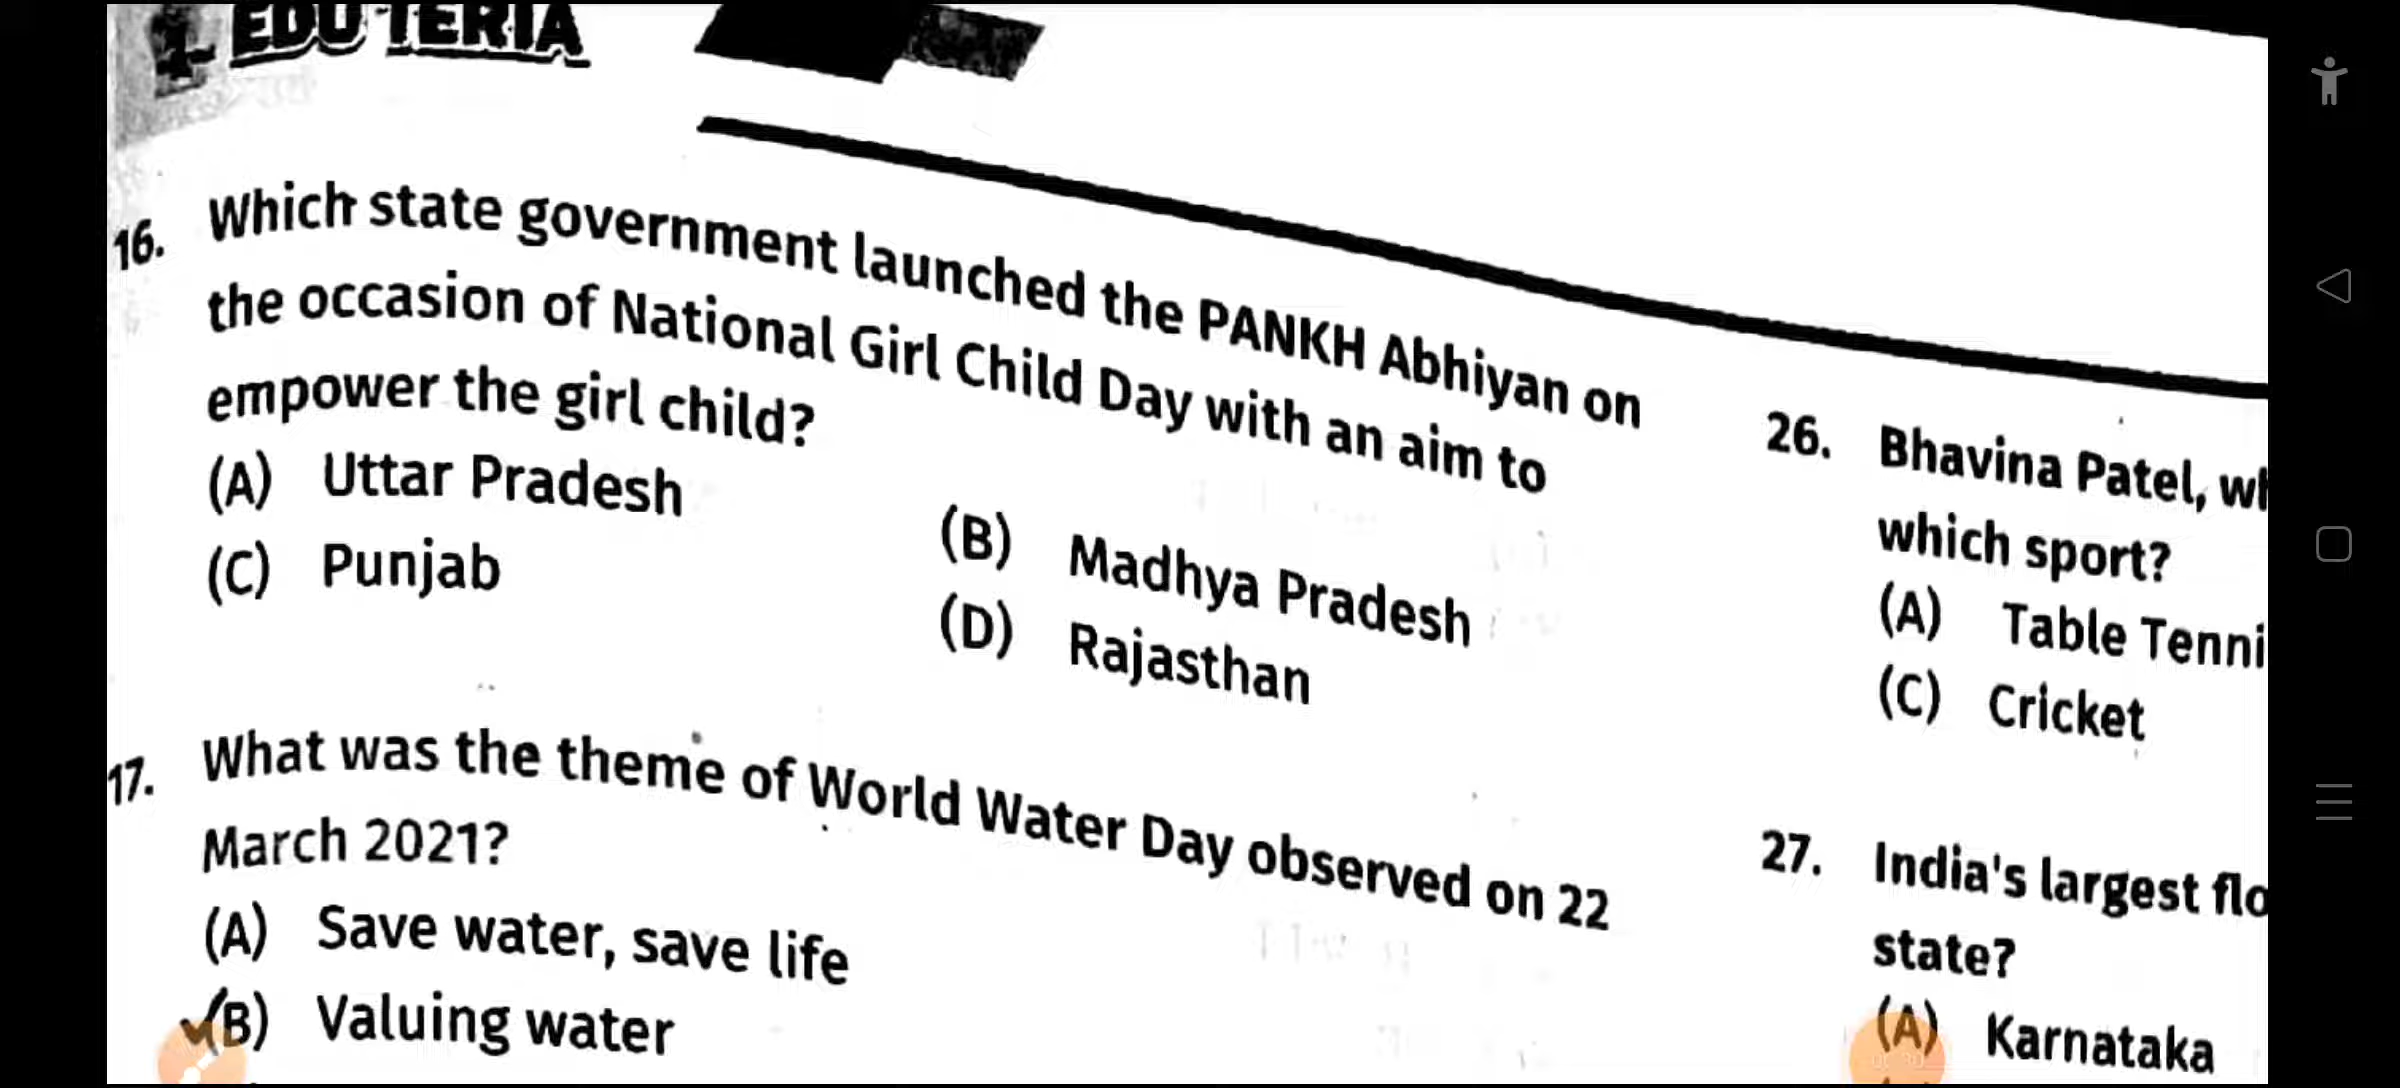 EDUTERIA
16. Which state government launched the PANKH Abhiyan on
the occasion of National Girl Child Day with an aim to
empower the girl child?
(A) Uttar Pradesh
(B) Madhya Pradesh
(C) Punjab
(D) Rajasthan
17. What was the theme of World Water Day observed on 22
March 2021?
(A) Save water, save life
(B) Valuing water
26. Bhavina Patel,
which sport?
(A) Table Tenni
(C) Cricket
27. India's largest flo
state?
(A) Karnataka